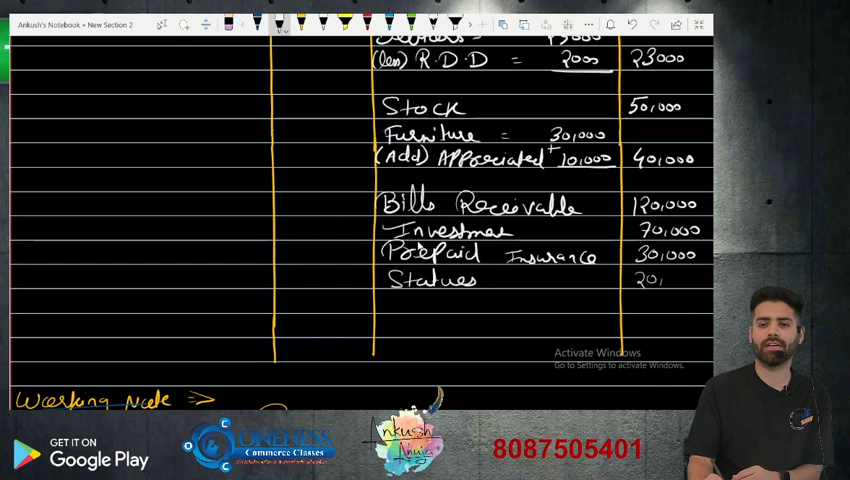 Ankush's Notebook • New Section 2
(less) R.D.D = 2000 23000
Stock 50,000
Furniture = 30,000
(Add) Appreciated + 10,000 40,000
Bills Receivable 120,000
Investmen 70,000
Prepaid Insurance 30,000
Statues 20,
Activate Windows
Go to Settings to activate Windows.
Working Note ⇒
GET IT ON
Google Play
ONENESS
Commerce Classes
Ankush
8087505401